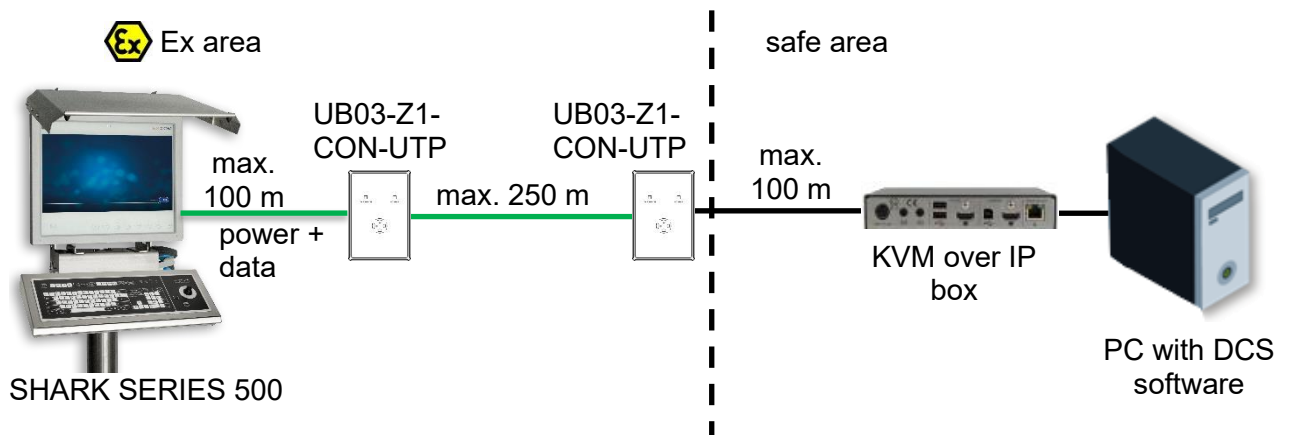 Ex area
safe area
UB03-Z1-
CON-UTP
UB03-Z1-
CON-UTP
max.
100 m
power +
data
max. 250 m
max.
100 m
KVM over IP
box
PC with DCS
software
SHARK SERIES 500